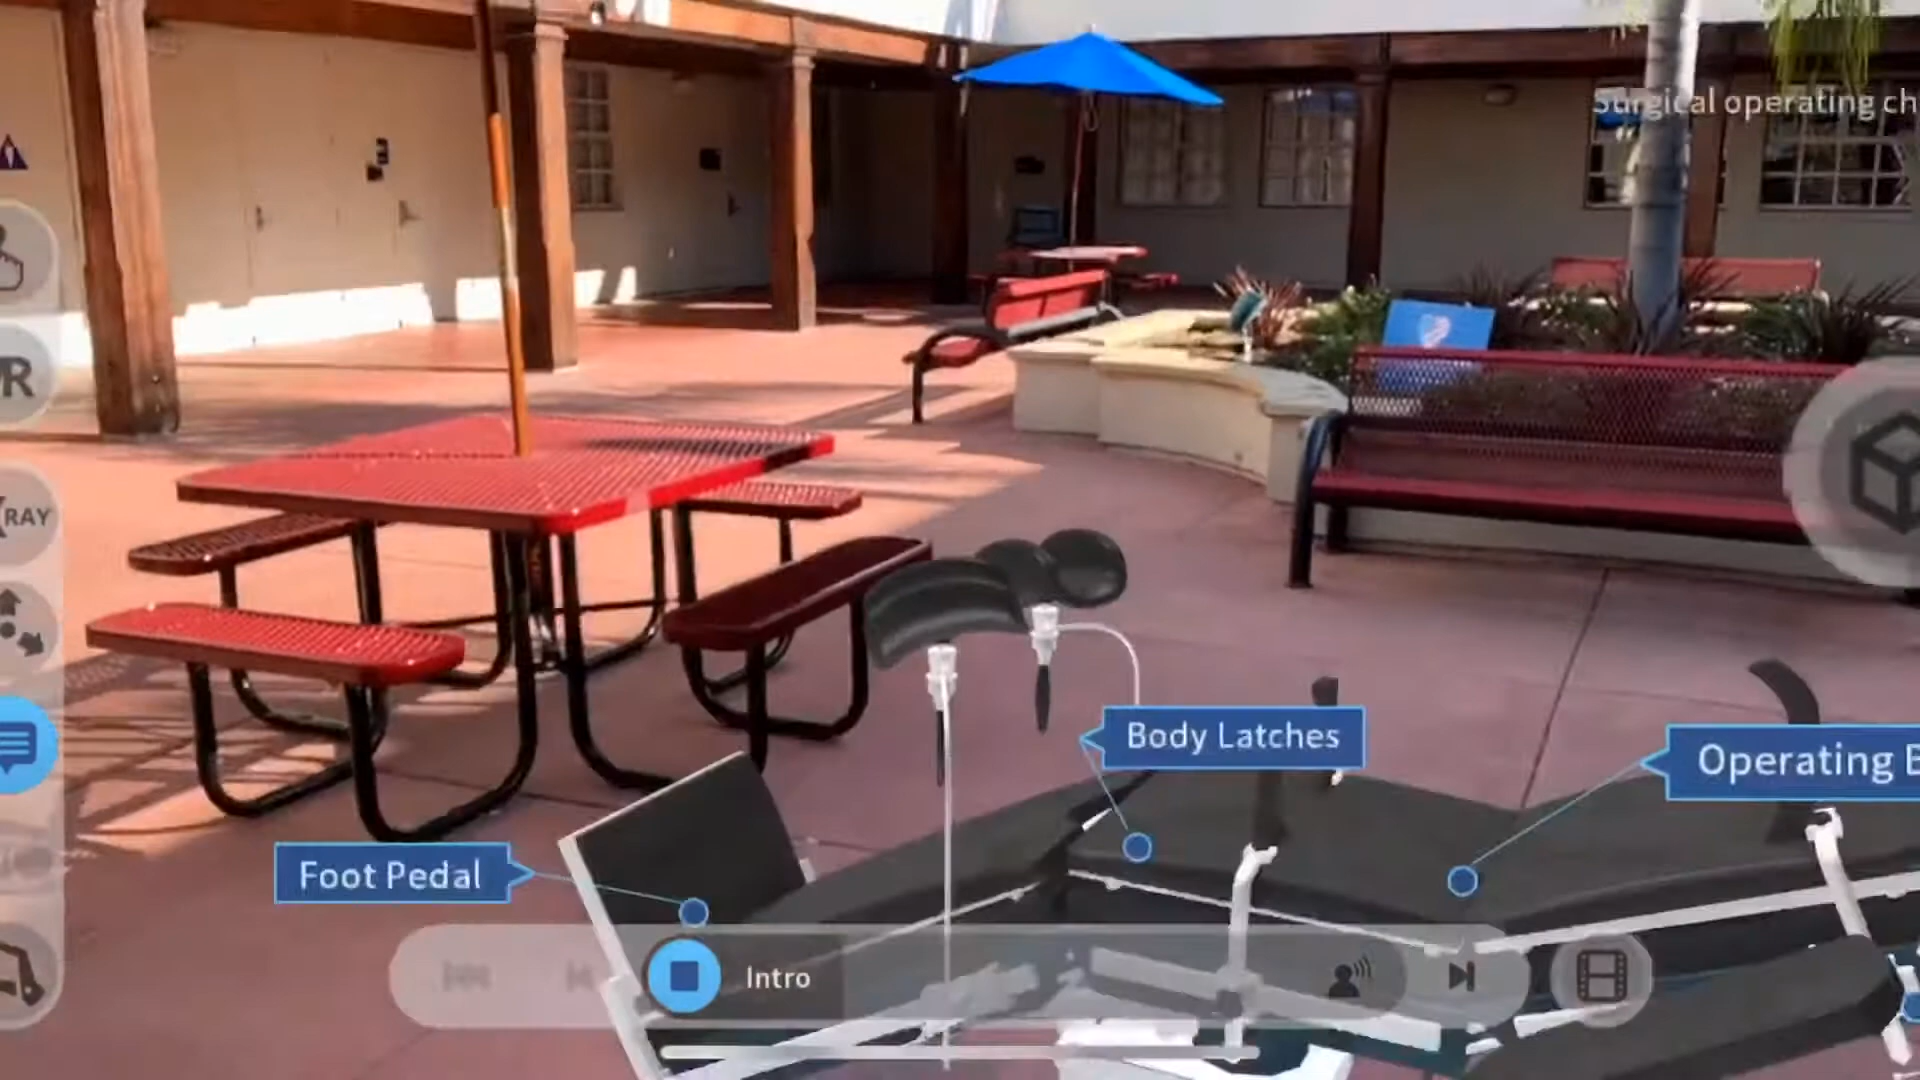 Surgical operating ch
R
RAY
Body Latches
Operating B
Foot Pedal
Intro